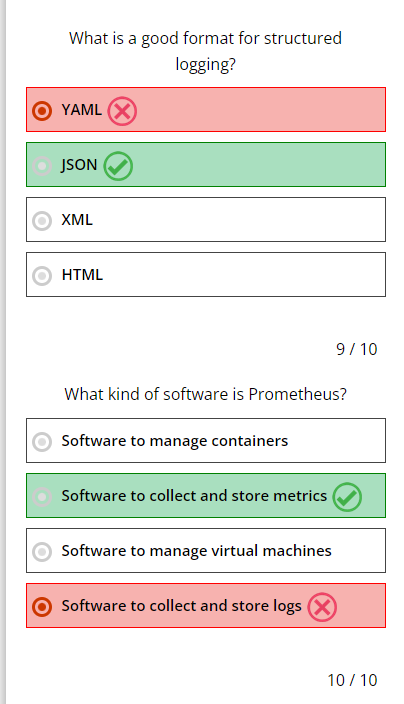 What is a good format for structured
logging?
YAML
JSON
XML
HTML
9 / 10
What kind of software is Prometheus?
Software to manage containers
Software to collect and store metrics
Software to manage virtual machines
Software to collect and store logs
10 / 10